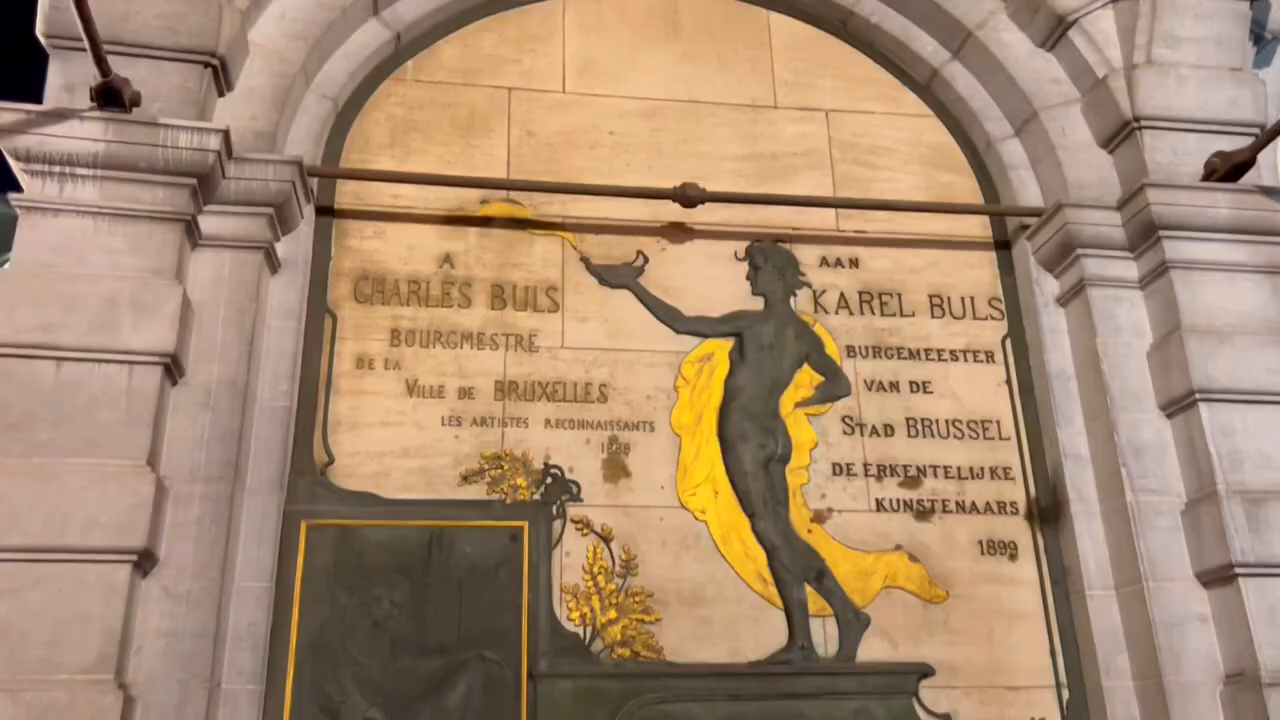 A
CHARLES BULS
BOURGMESTRE
DE LA
VILLE DE BRUXELLES
LES ARTISTES RECONNAISSANTS
AAN
KAREL BULS
BURGEMEESTER
VAN DE
STAD BRUSSEL
DE ERKENTELIJKE
KUNSTENAARS
1899